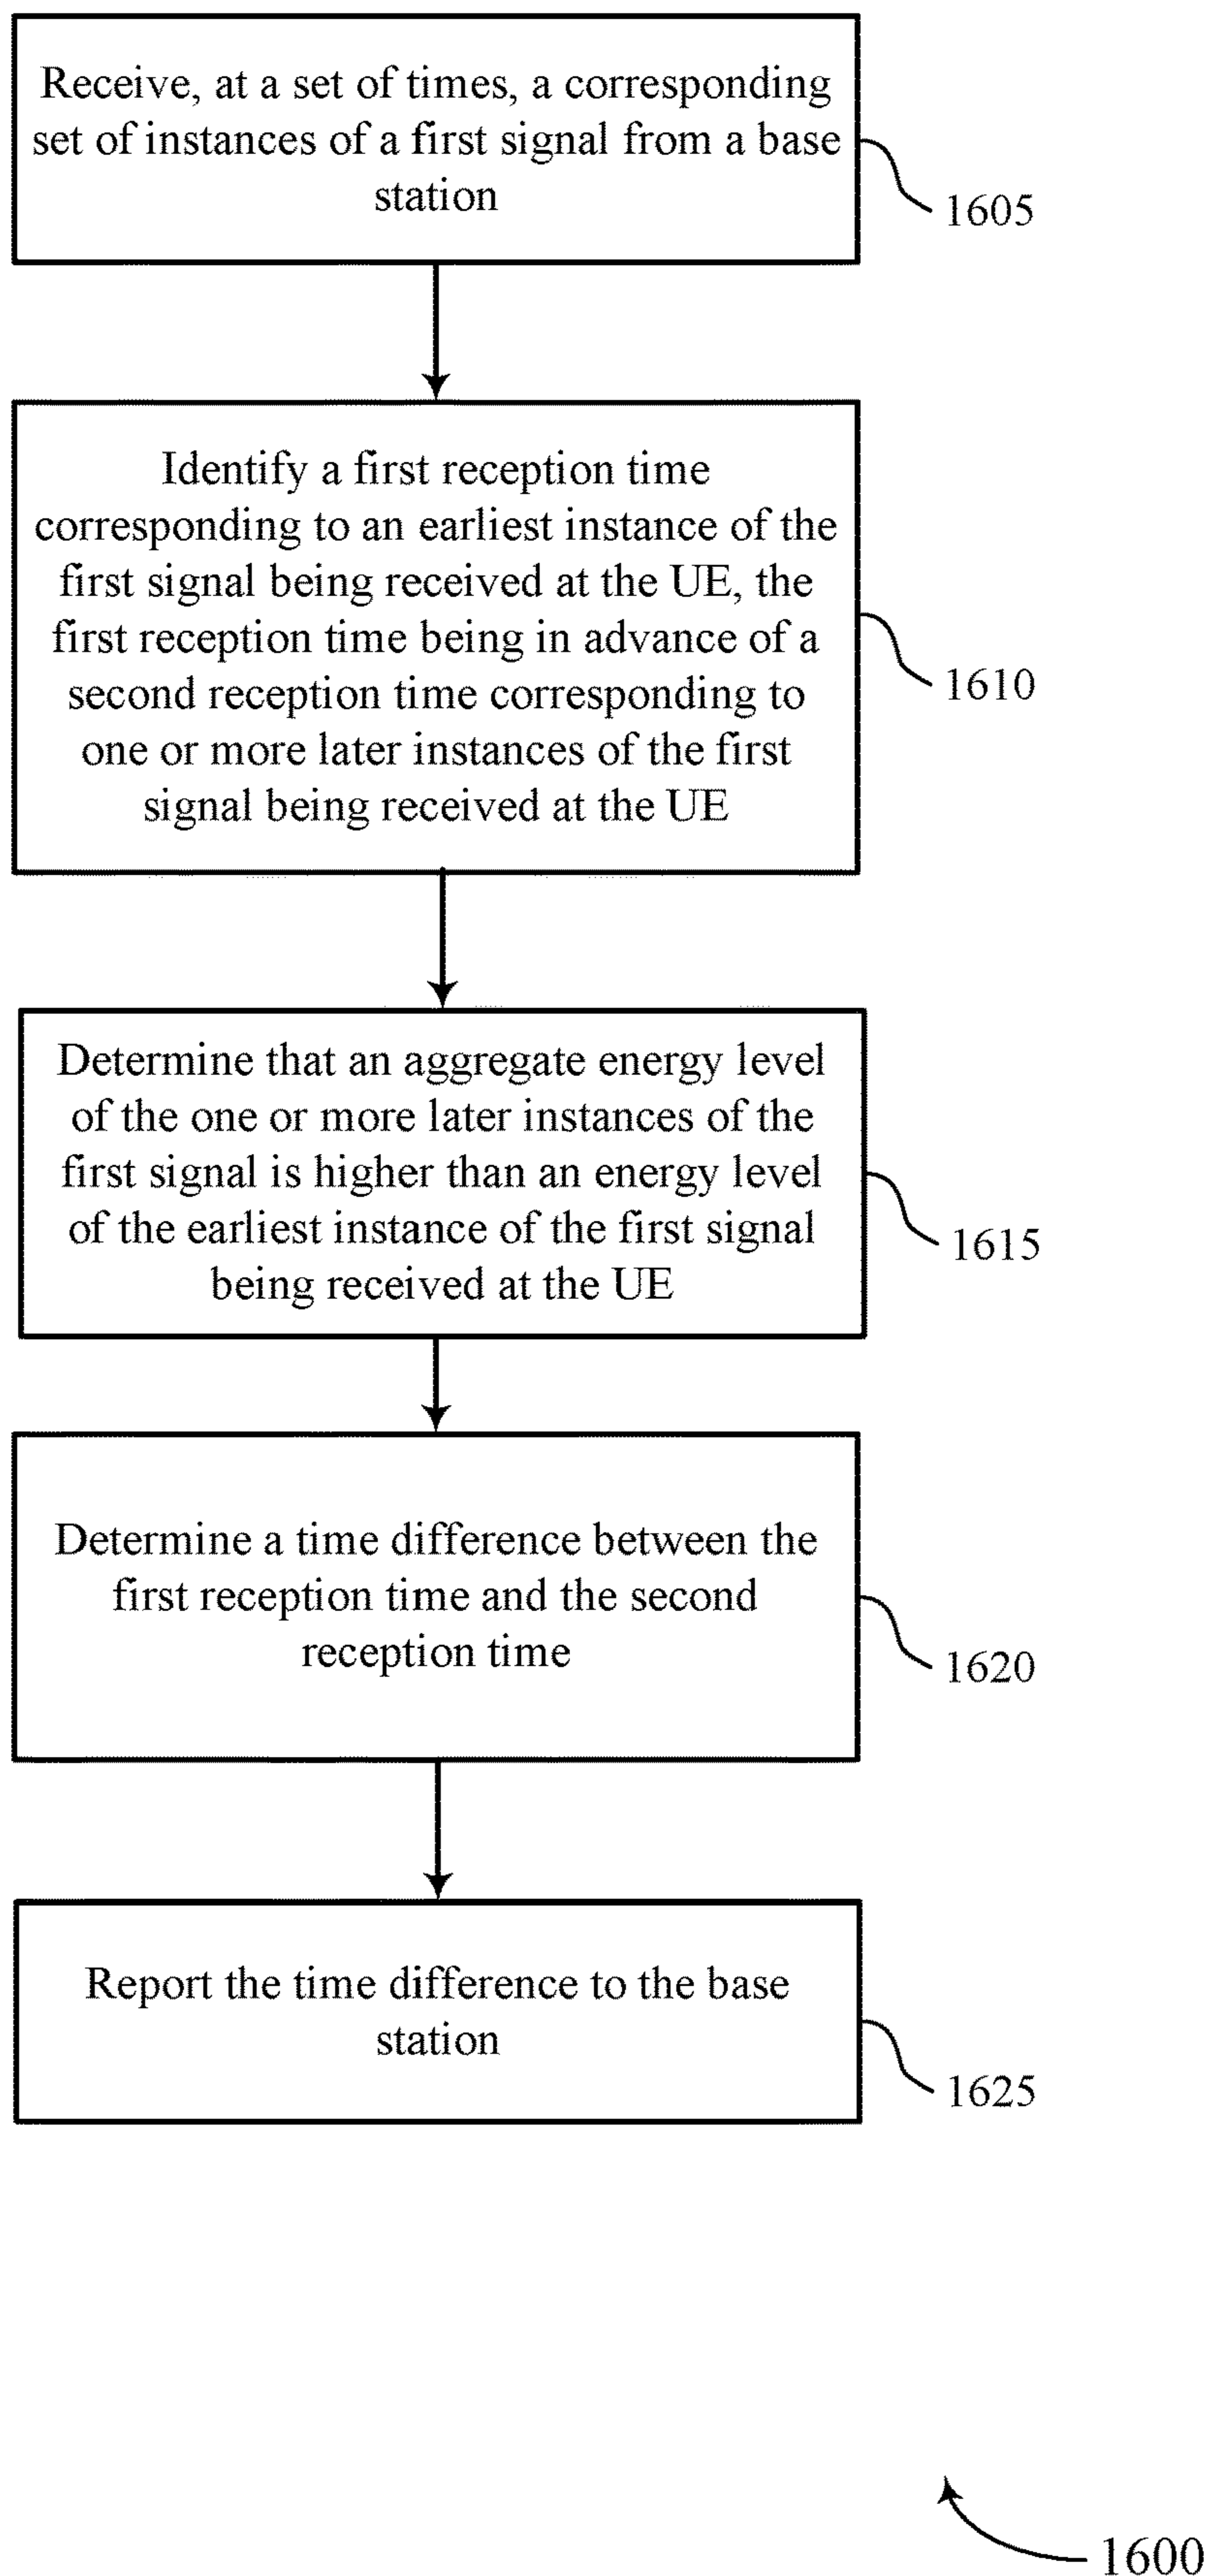 Receive, at a set of times, a corresponding
set of instances of a first signal from a base
station
1605
Identify a first reception time
corresponding to an earliest instance of the
first signal being received at the UE, the
first reception time being in advance of a
second reception time corresponding to
one or more later instances of the first
signal being received at the UE
1610
Determine that an aggregate energy level
of the one or more later instances of the
first signal is higher than an energy level
of the earliest instance of the first signal
being received at the UE
1615
Determine a time difference between the
first reception time and the second
reception time
1620
Report the time difference to the base
station
1625
1600